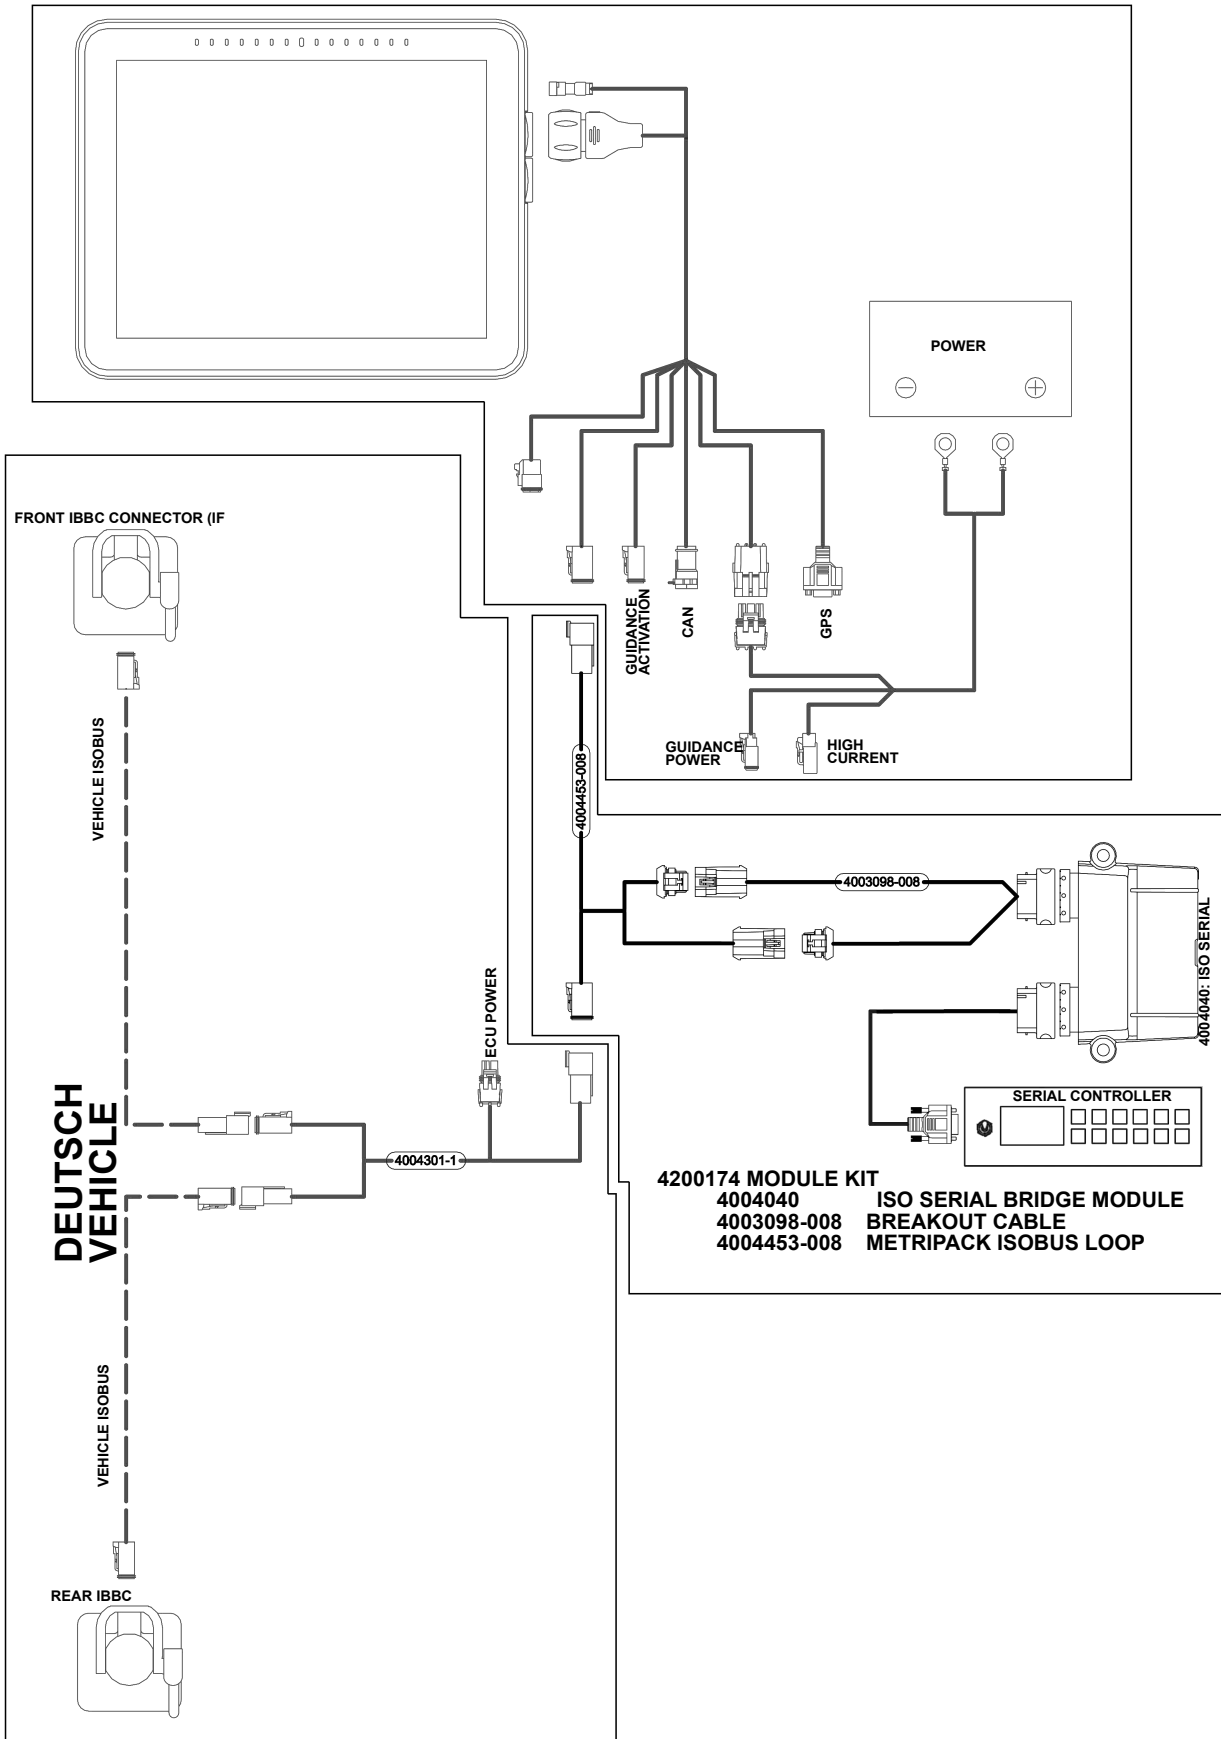 POWER
FRONT IBBC CONNECTOR (IF
GUIDANCE
ACTIVATION
CAN
GPS
VEHICLE ISOBUS
GUIDANCE
POWER
HIGH
CURRENT
4004453-008
4003098-008
4004040: ISO SERIAL
ECU POWER
DEUTSCH
VEHICLE
SERIAL CONTROLLER
4004301-1
4200174 MODULE KIT
4004040 ISO SERIAL BRIDGE MODULE
4003098-008 BREAKOUT CABLE
4004453-008 METRIPACK ISOBUS LOOP
VEHICLE ISOBUS
REAR IBBC